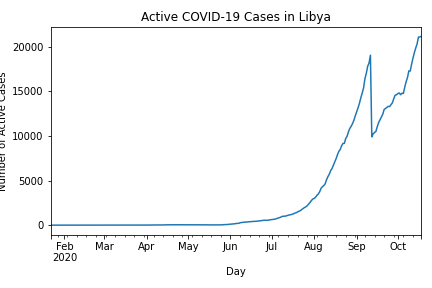 Active COVID-19 Cases in Libya
Number of Active Cases
20000
15000
10000
5000
0
Feb
2020
Mar
Apr
May
Jun
Jul
Aug
Sep
Oct
Day